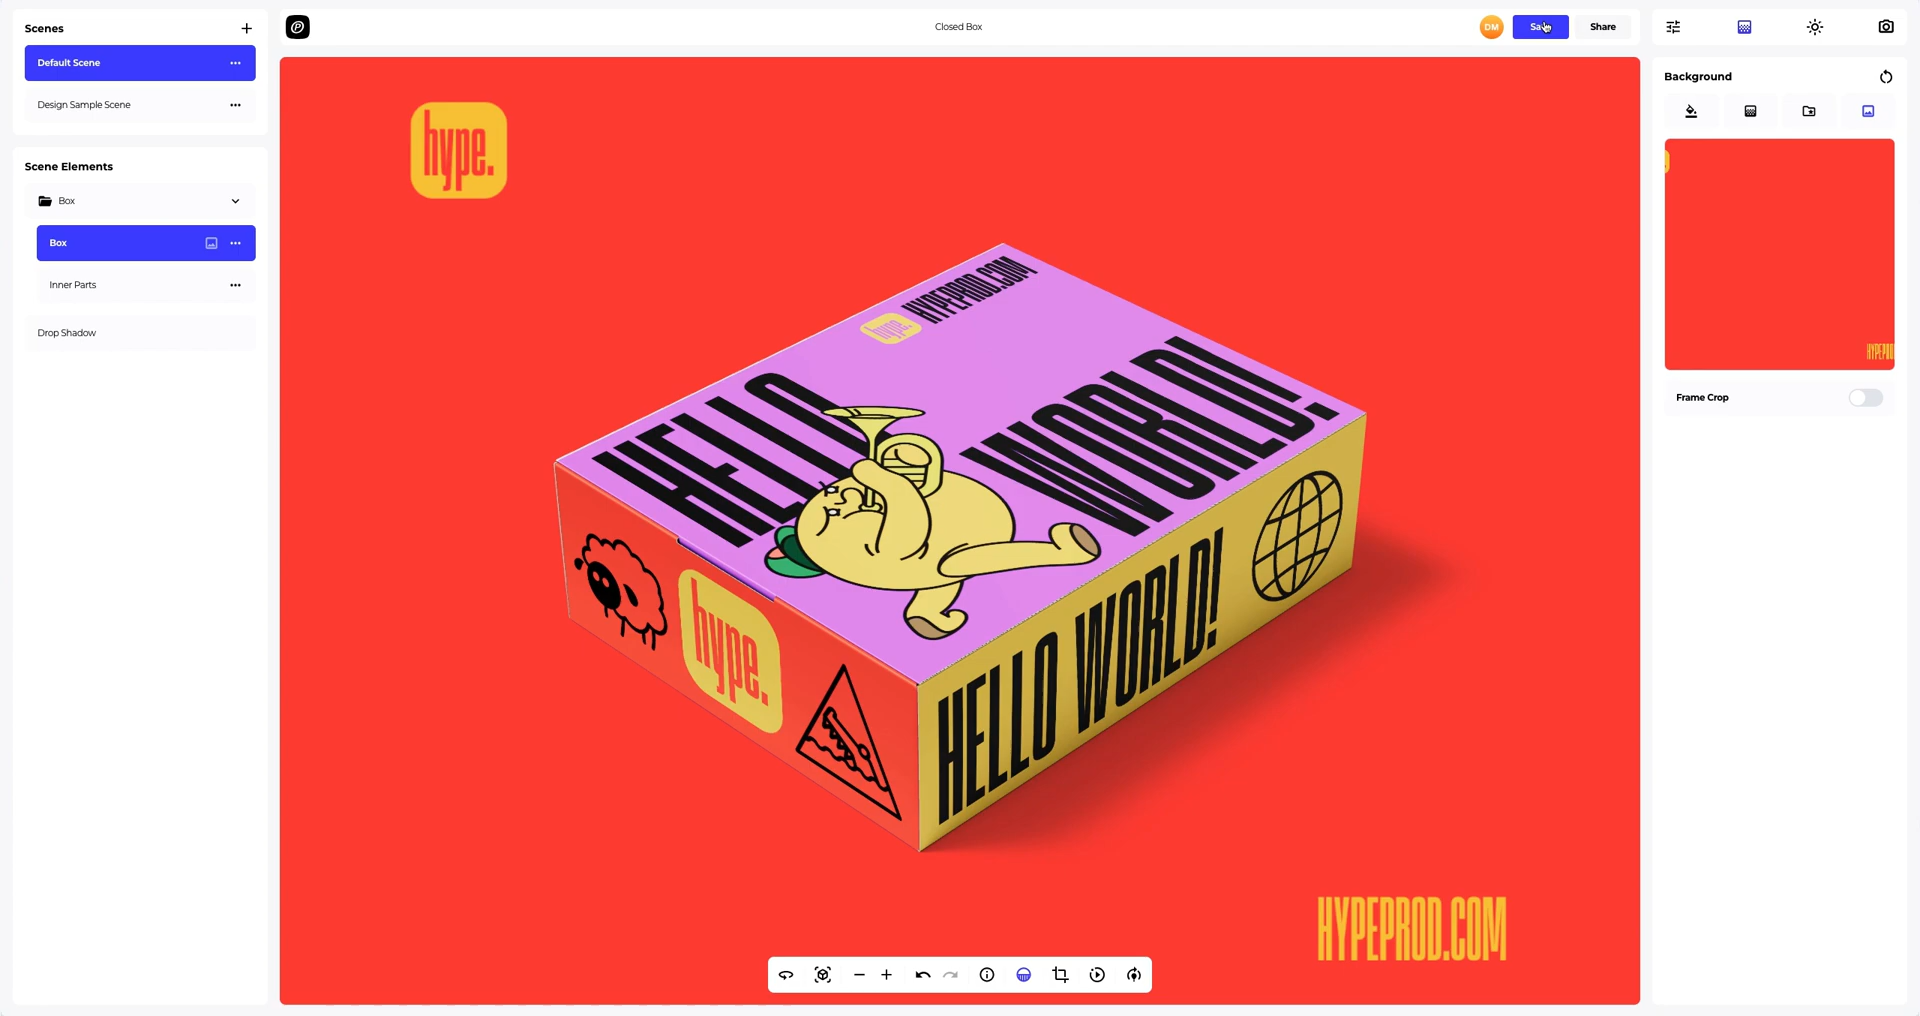 Scenes
Default Scene
Design Sample Scene
Scene Elements
Box
Box
Inner Parts
Drop Shadow
Closed Box
DM
Share
Background
HYPEPROD
Frame Crop
hype.
hype.
HYPEPROD.COM
HELLO
WORLD!
hype.
HELLO WORLD!
HYPEPROD.COM